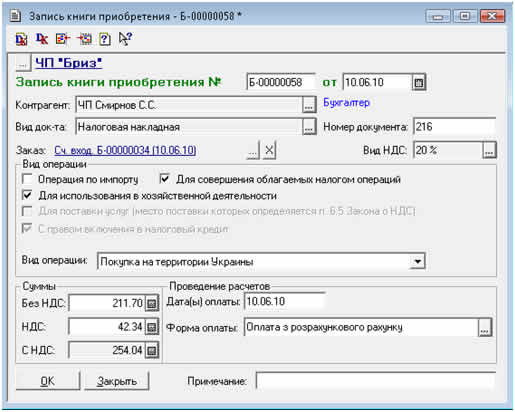 Запись книги приобретения - Б-00000058 *
... ЧП "Бриз"
Запись книги приобретения № Б-00000058 от 10.06.10
Контрагент: ЧП Смирнов С.С. ... Бухгалтер
Вид док-та: Налоговая накладная ... Номер документа: 216
Заказ: Сч. вход. Б-00000034 (10.06.10) ... X Вид НДС: 20 % ...
Вид операции
Операция по импорту Для совершения облагаемых налогом операций
Для использования в хозяйственной деятельности
Для поставки услуг (место поставки которых определяется п. 6.5 Закона о НДС)
С правом включения в налоговый кредит
Вид операции: Покупка на территории Украины
Суммы Проведение расчетов
Без НДС: 211.70 Дата(ы) оплаты: 10.06.10
НДС: 42.34 Форма оплаты: Оплата з розрахункового рахунку ...
С НДС: 254.04
OK Закрыть Примечание: